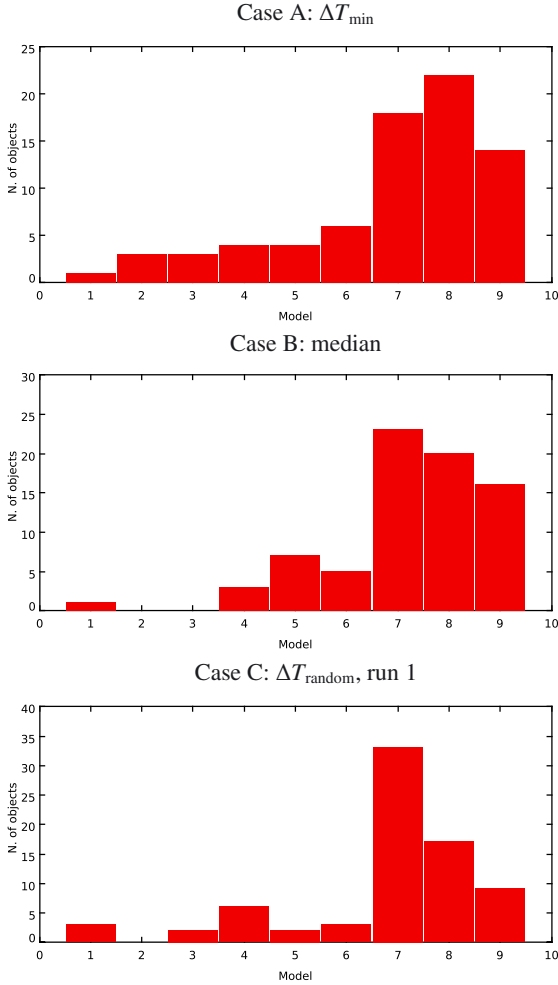 Case A: ΔT_min
25
20
15
10
5
0
N. of objects
0 1 2 3 4 5 6 7 8 9 10
Model
Case B: median
30
25
20
15
10
5
0
N. of objects
0 1 2 3 4 5 6 7 8 9 10
Model
Case C: ΔT_random, run 1
40
35
30
25
20
15
10
5
0
N. of objects
0 1 2 3 4 5 6 7 8 9 10
Model